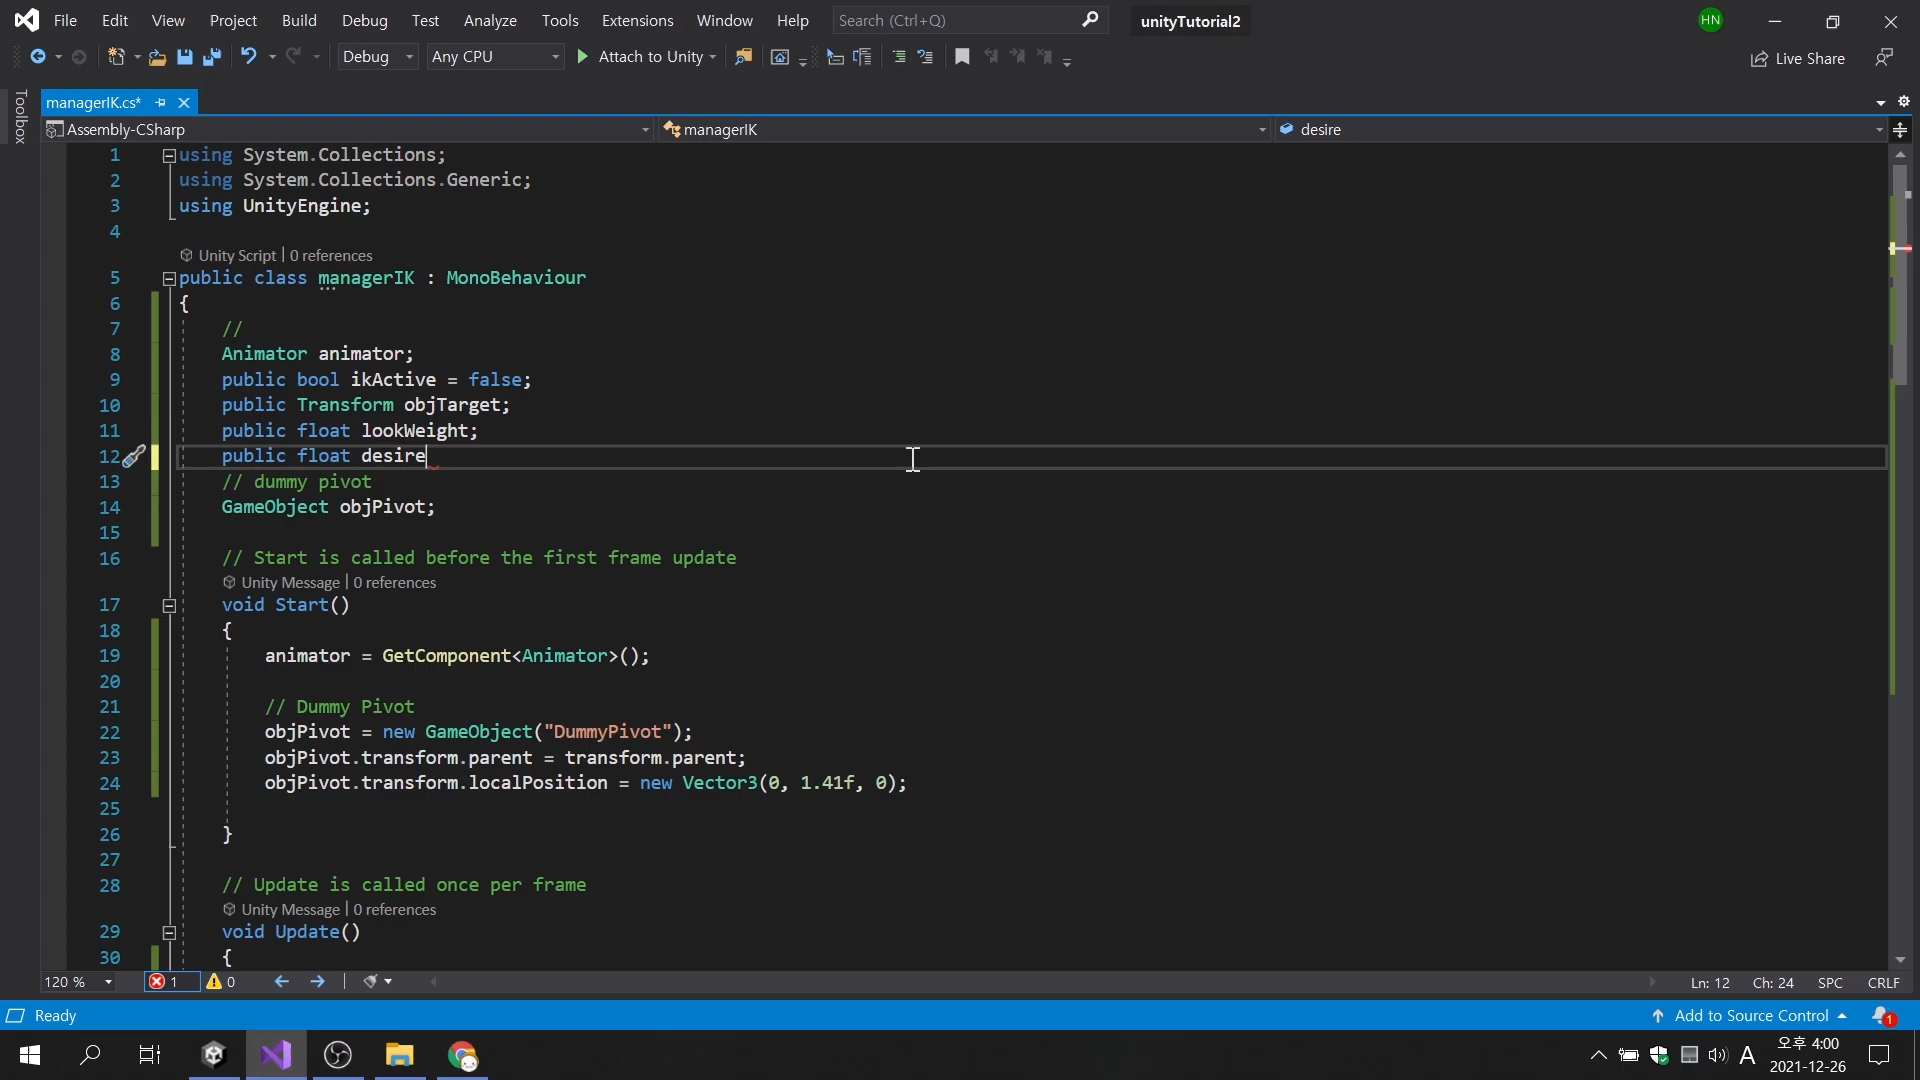 File Edit View Project Build Debug Test Analyze Tools Extensions Window Help Search (Ctrl+Q) unityTutorial2 HN
Debug Any CPU Attach to Unity Live Share
Toolbox
managerIK.cs*
Assembly-CSharp managerIK desire
1 using System.Collections;
2 using System.Collections.Generic;
3 using UnityEngine;
4
Unity Script | 0 references
5 public class managerIK : MonoBehaviour
6 {
7 //
8 Animator animator;
9 public bool ikActive = false;
10 public Transform objTarget;
11 public float lookWeight;
12 public float desire
13 // dummy pivot
14 GameObject objPivot;
15
16 // Start is called before the first frame update
Unity Message | 0 references
17 void Start()
18 {
19 animator = GetComponent<Animator>();
20
21 // Dummy Pivot
22 objPivot = new GameObject("DummyPivot");
23 objPivot.transform.parent = transform.parent;
24 objPivot.transform.localPosition = new Vector3(0, 1.41f, 0);
25
26 }
27
28 // Update is called once per frame
Unity Message | 0 references
29 void Update()
30 {
120 % 1 0 Ln: 12 Ch: 24 SPC CRLF
Ready Add to Source Control 1
A 오후 4:00
2021-12-26